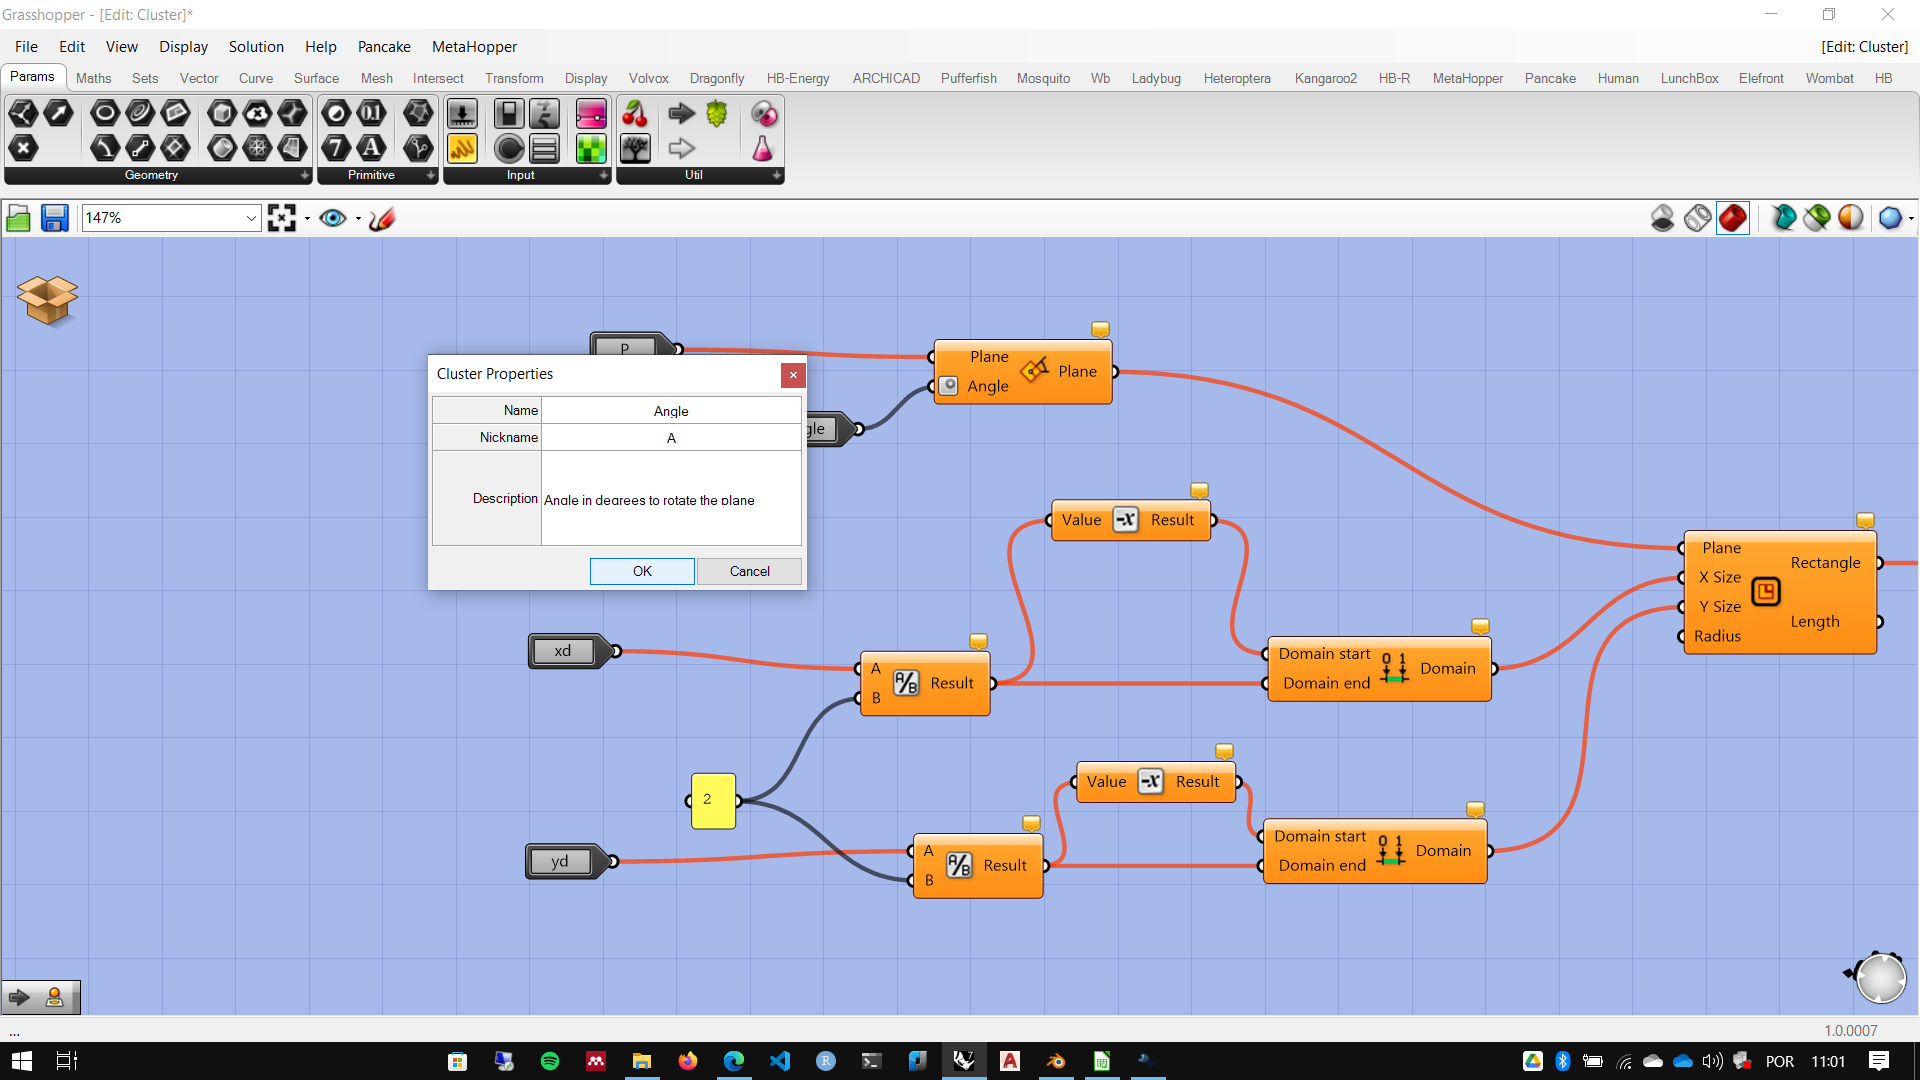 Grasshopper - [Edit: Cluster]*
File Edit View Display Solution Help Pancake MetaHopper [Edit: Cluster]
Params Maths Sets Vector Curve Surface Mesh Intersect Transform Display Volvox Dragonfly HB-Energy ARCHICAD Pufferfish Mosquito Wb Ladybug Heteroptera Kangaroo2 HB-R MetaHopper Pancake Human LunchBox Elefront Wombat HB
Geometry Primitive Input Util
147%
P
Plane
Angle
Plane
Cluster Properties
Name Angle
Nickname A
gle
Description Angle in degrees to rotate the plane
OK Cancel
Value -x Result
Plane
X Size
Y Size
Radius
Rectangle
Length
xd
A
B
A/B
Result
Domain start
Domain end
0 1
Domain
2
Value -x Result
yd
A
B
A/B
Result
Domain start
Domain end
0 1
Domain
...
1.0.0007
POR 11:01